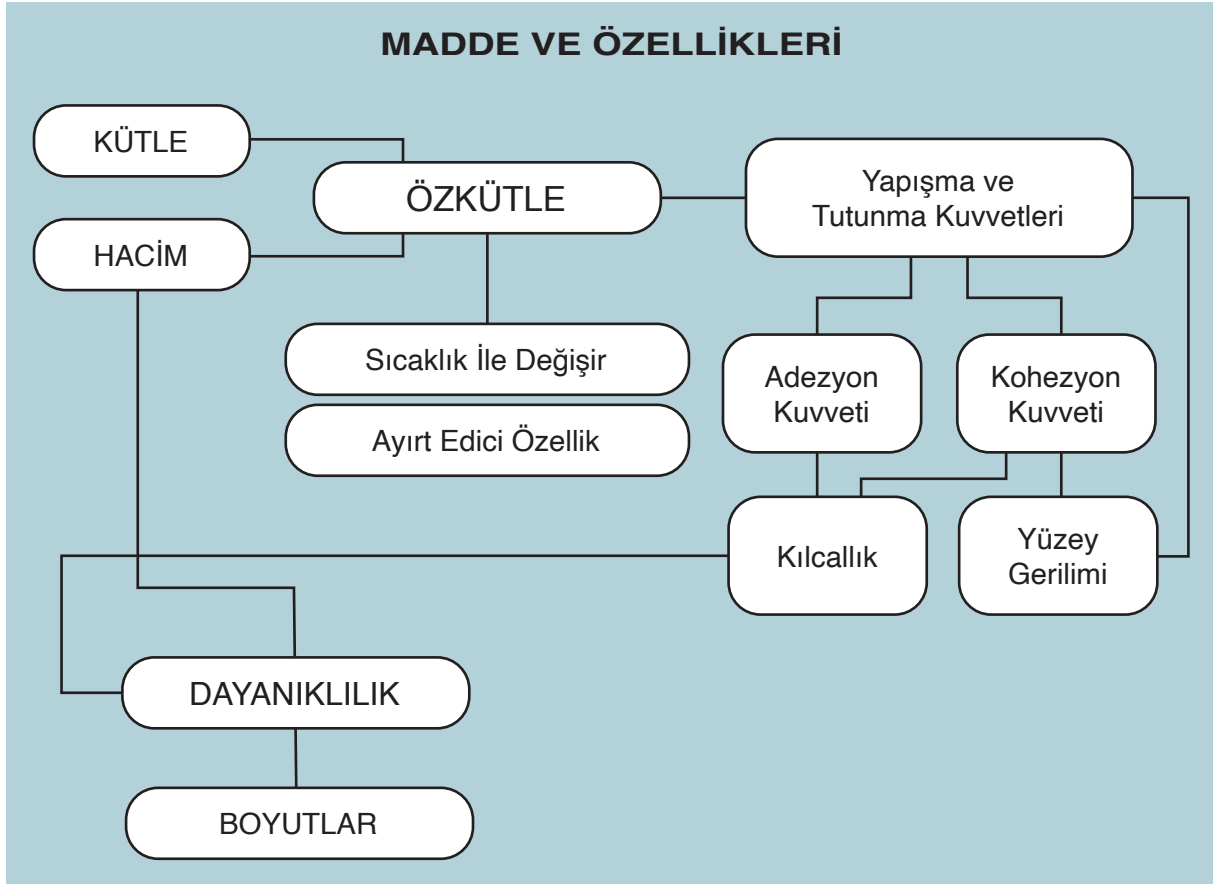 MADDE VE ÖZELLİKLERİ
KÜTLE
ÖZKÜTLE
HACİM
Yapışma ve
Tutunma Kuvvetleri
Sıcaklık İle Değişir
Ayırt Edici Özellik
Adezyon
Kuvveti
Kohezyon
Kuvveti
Kılcallık
Yüzey
Gerilimi
DAYANIKLILIK
BOYUTLAR